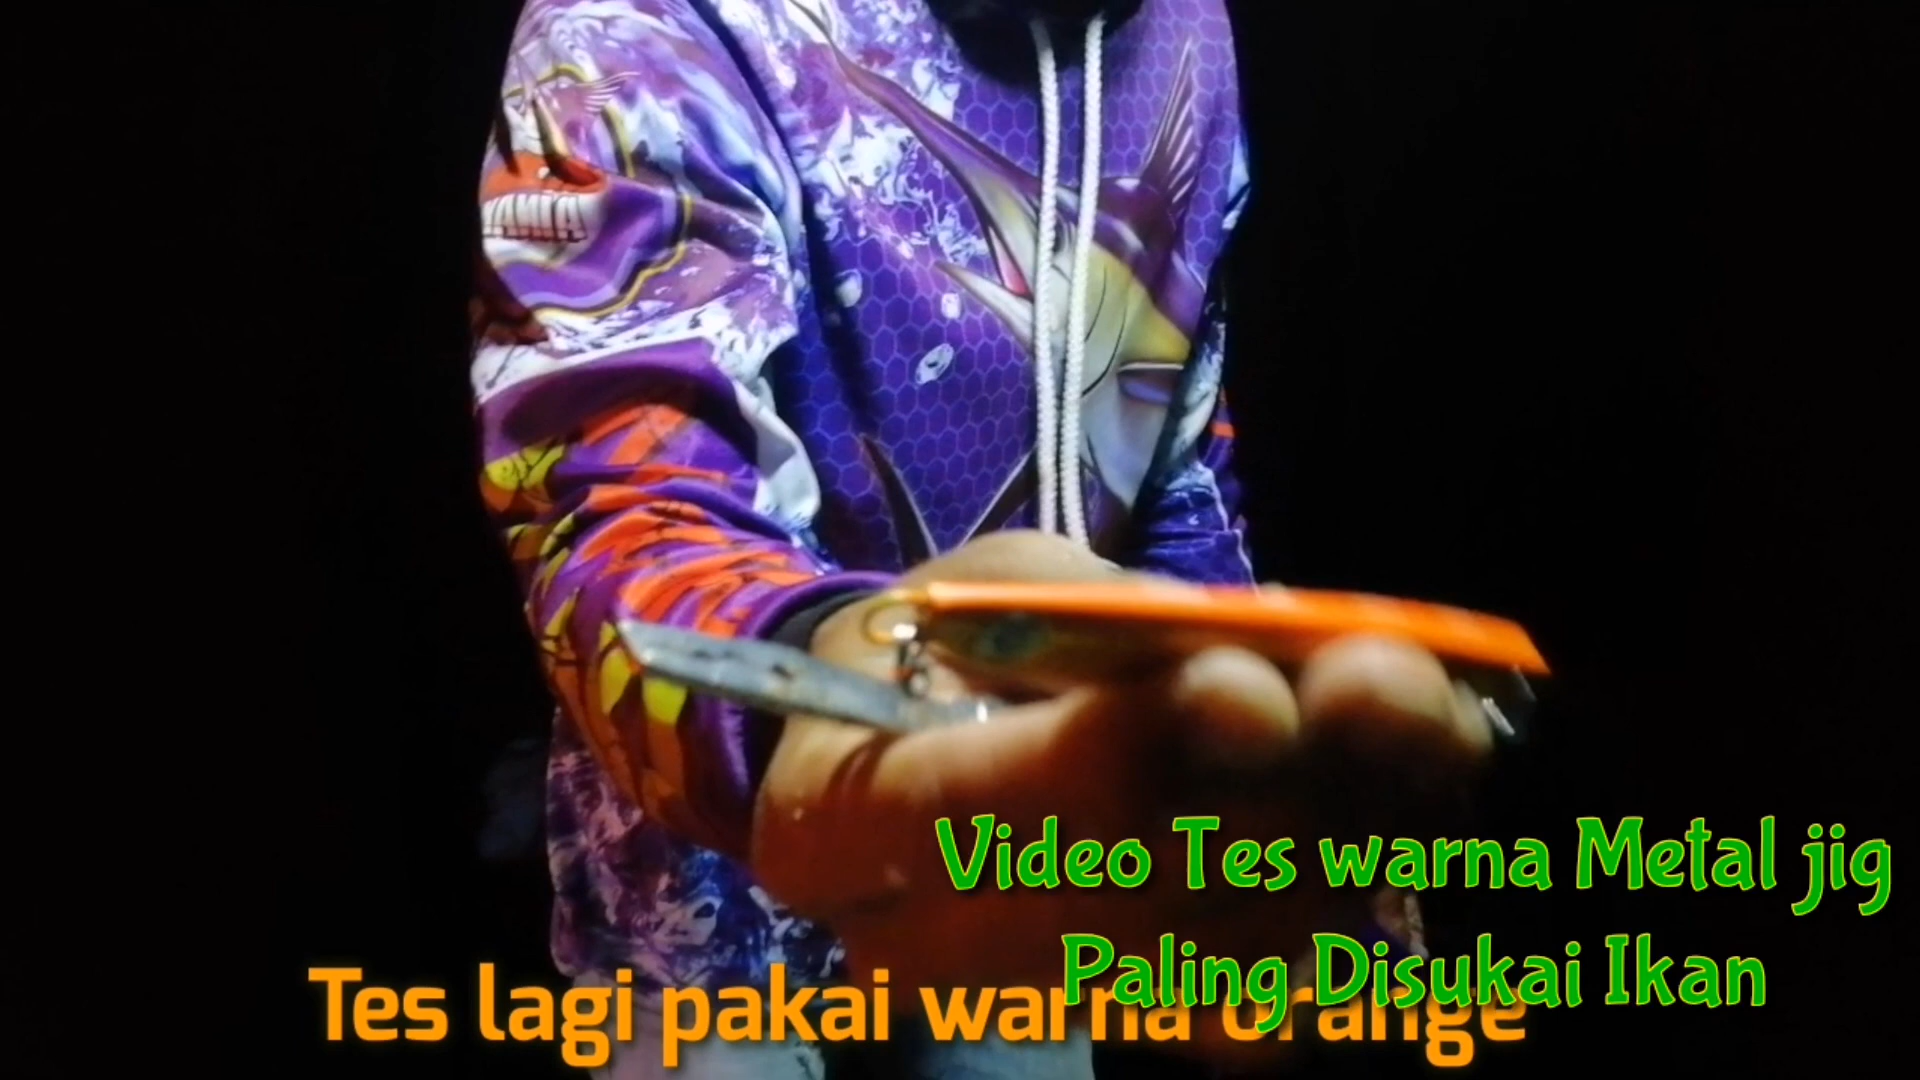 Video Tes warna Metal jig
Paling Disukai Ikan
Tes lagi pakai warna orange